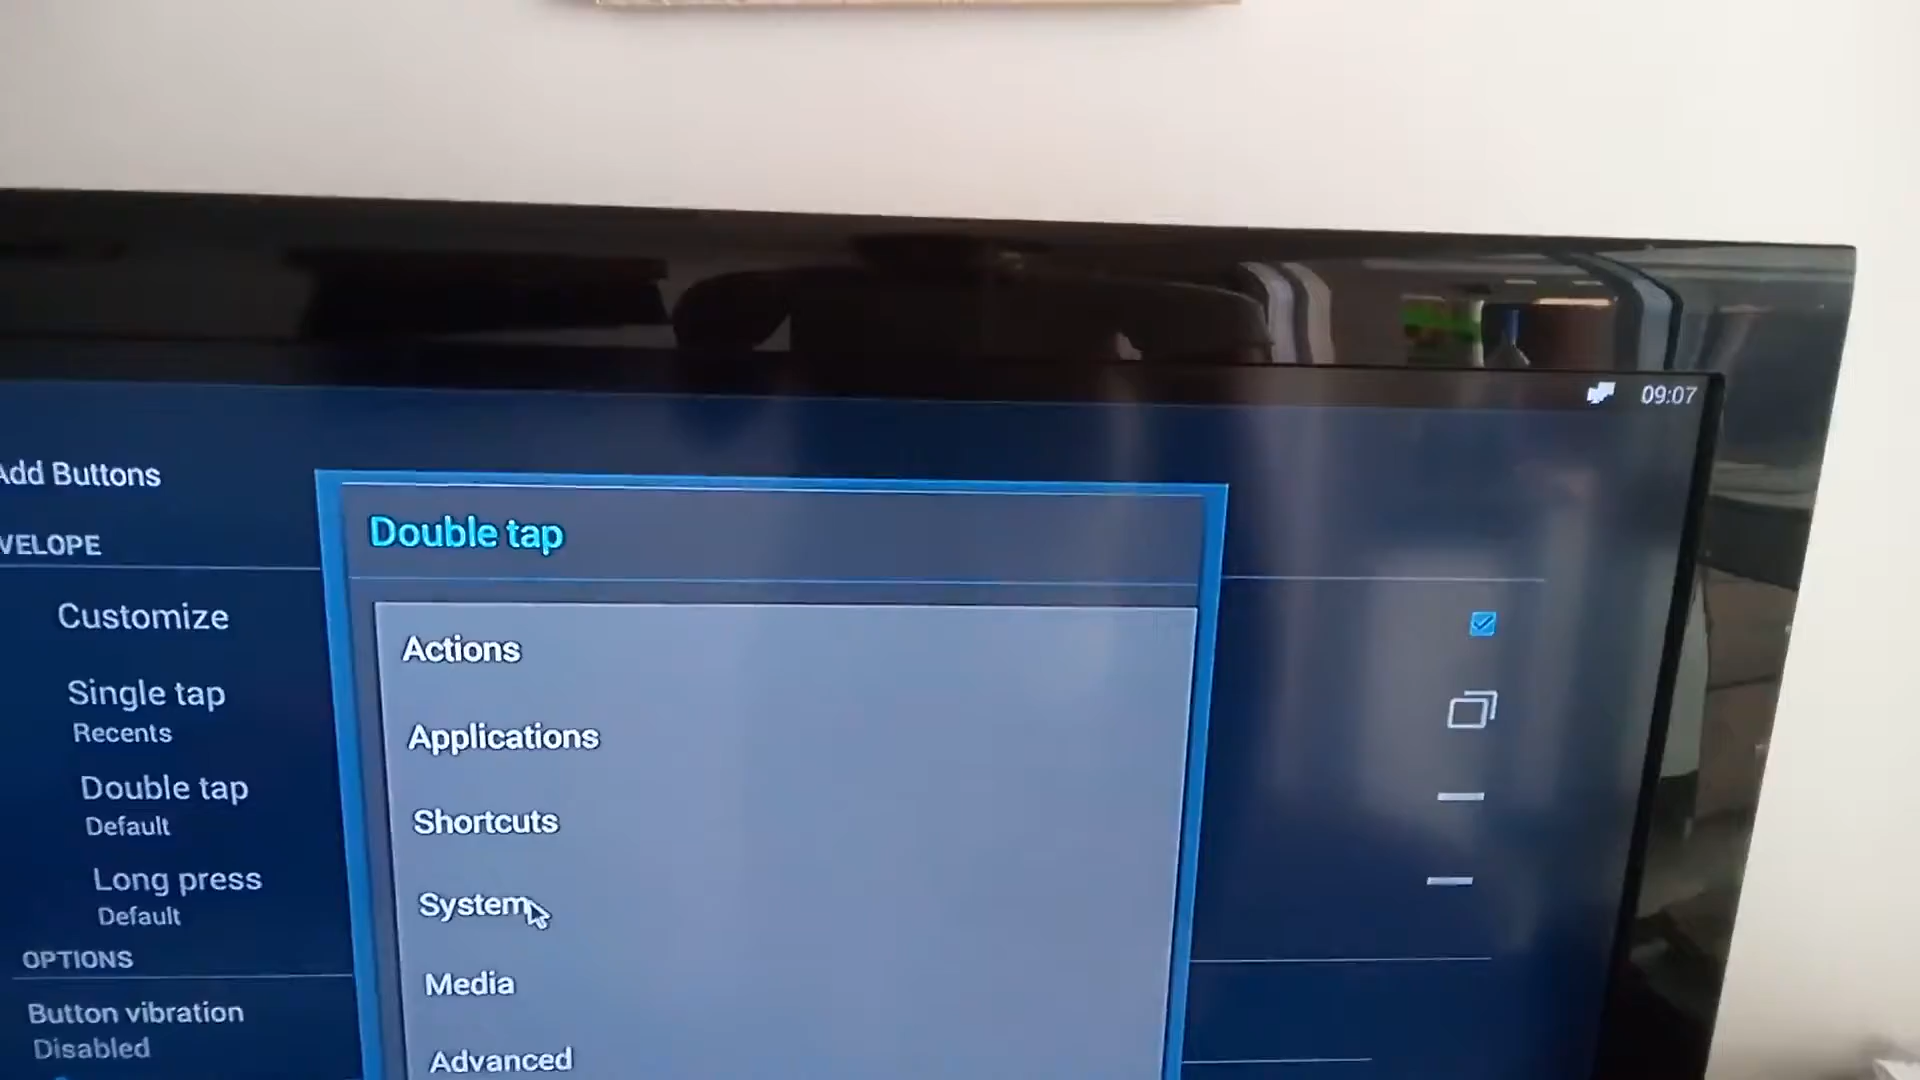 09:07
Add Buttons
VELOPE
Customize
Single tap
Recents
Double tap
Default
Long press
Default
OPTIONS
Button vibration
Disabled
Double tap
Actions
Applications
Shortcuts
System
Media
Advanced